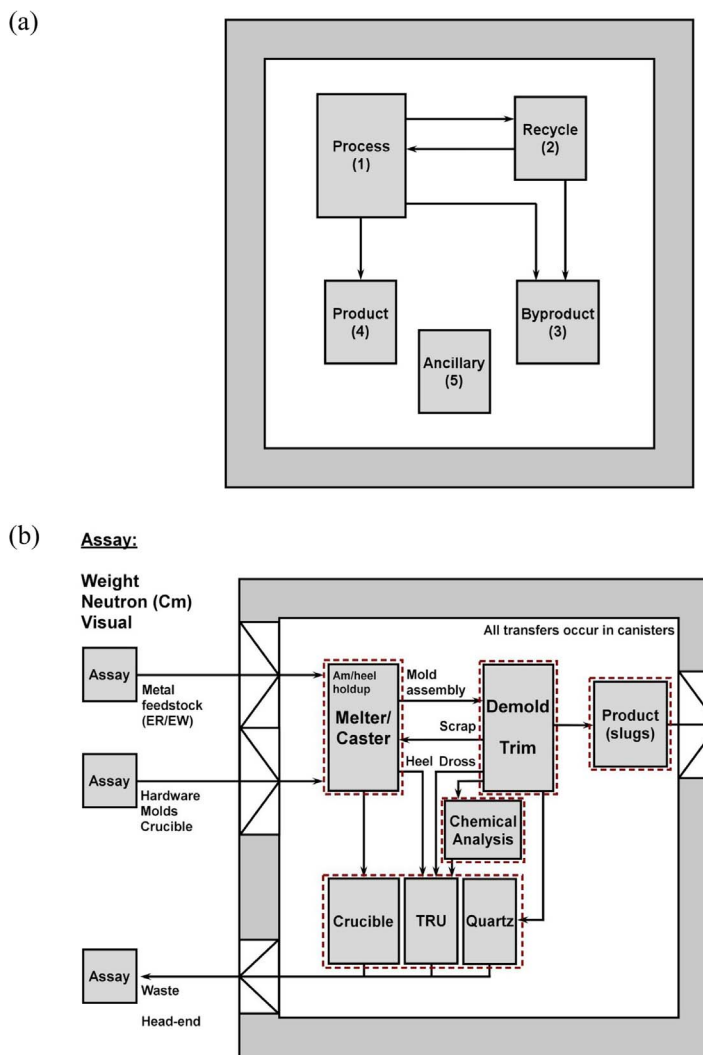 (a)
Process
(1)
Recycle
(2)
Product
(4)
Byproduct
(3)
Ancillary
(5)
(b)
Assay:
Weight
Neutron (Cm)
Visual
All transfers occur in canisters
Assay
Metal
feedstock
(ER/EW)
Am/heel
holdup
Melter/
Caster
Mold
assembly
Scrap
Heel
Dross
Demold
Trim
Product
(slugs)
Assay
Hardware
Molds
Crucible
Chemical
Analysis
Crucible
TRU
Quartz
Assay
Waste
Head-end